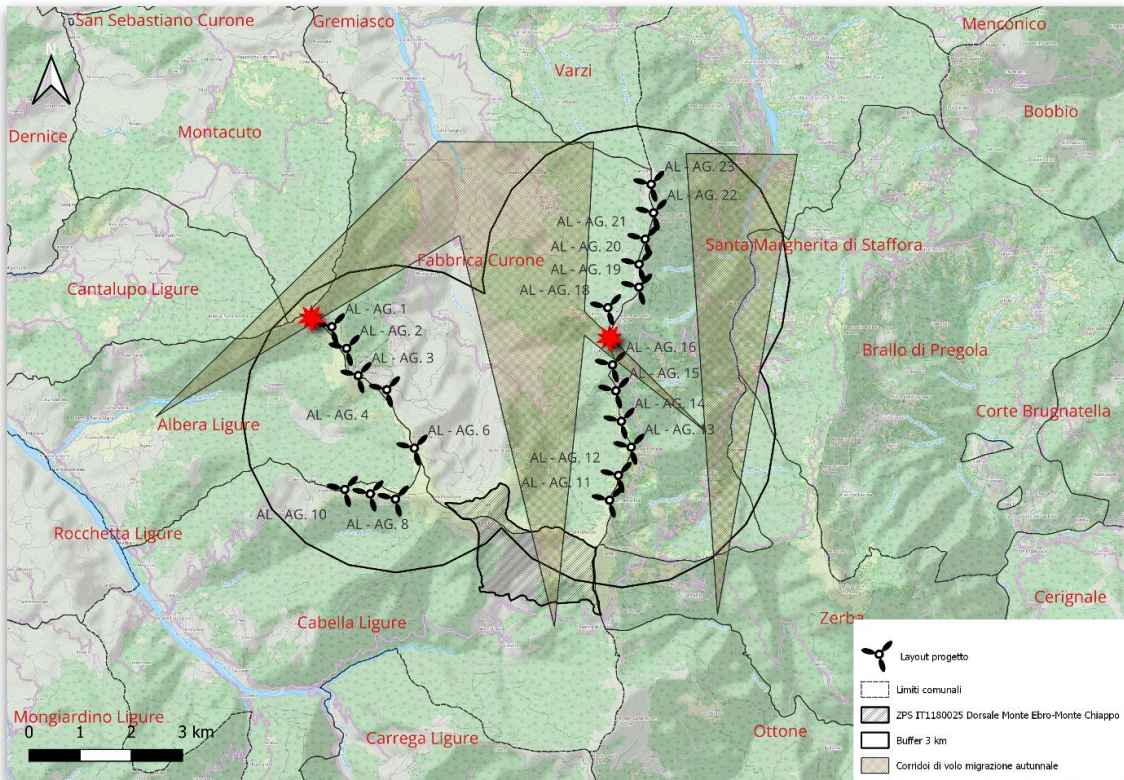 San Sebastiano Curone
Gremiasco
Menconico
Varzi
Bobbio
N
Dernice
Montacuto
AL - AG. 23
AL - AG. 22
AL - AG. 21
AL - AG. 20
Santa Margherita di Staffora
Fabbrica Curone
AL - AG. 19
Cantalupo Ligure
AL - AG. 18
AL - AG. 1
AL - AG. 2
AL - AG. 16
AL - AG. 3
Brallo di Pregola
AL - AG. 15
AL - AG. 14
AL - AG. 4
Albera Ligure
Corte Brugnatella
AL - AG. 6
AL - AG. 13
AL - AG. 12
AL - AG. 11
AL - AG. 10
AL - AG. 8
Rocchetta Ligure
Cerignale
Cabella Ligure
Zerba
Mongiardino Ligure
Carrega Ligure
Ottone
0 1 2 3 km
Layout progetto
Limiti comunali
ZPS IT1180025 Dorsale Monte Ebro-Monte Chiappo
Buffer 3 km
Corridoi di volo migrazione autunnale